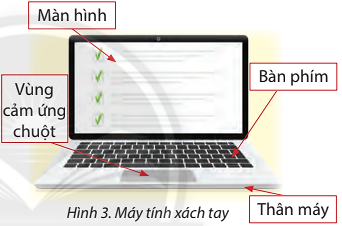 Màn hình
Bàn phím
Vùng
cảm ứng
chuột
Thân máy
Hình 3. Máy tính xách tay